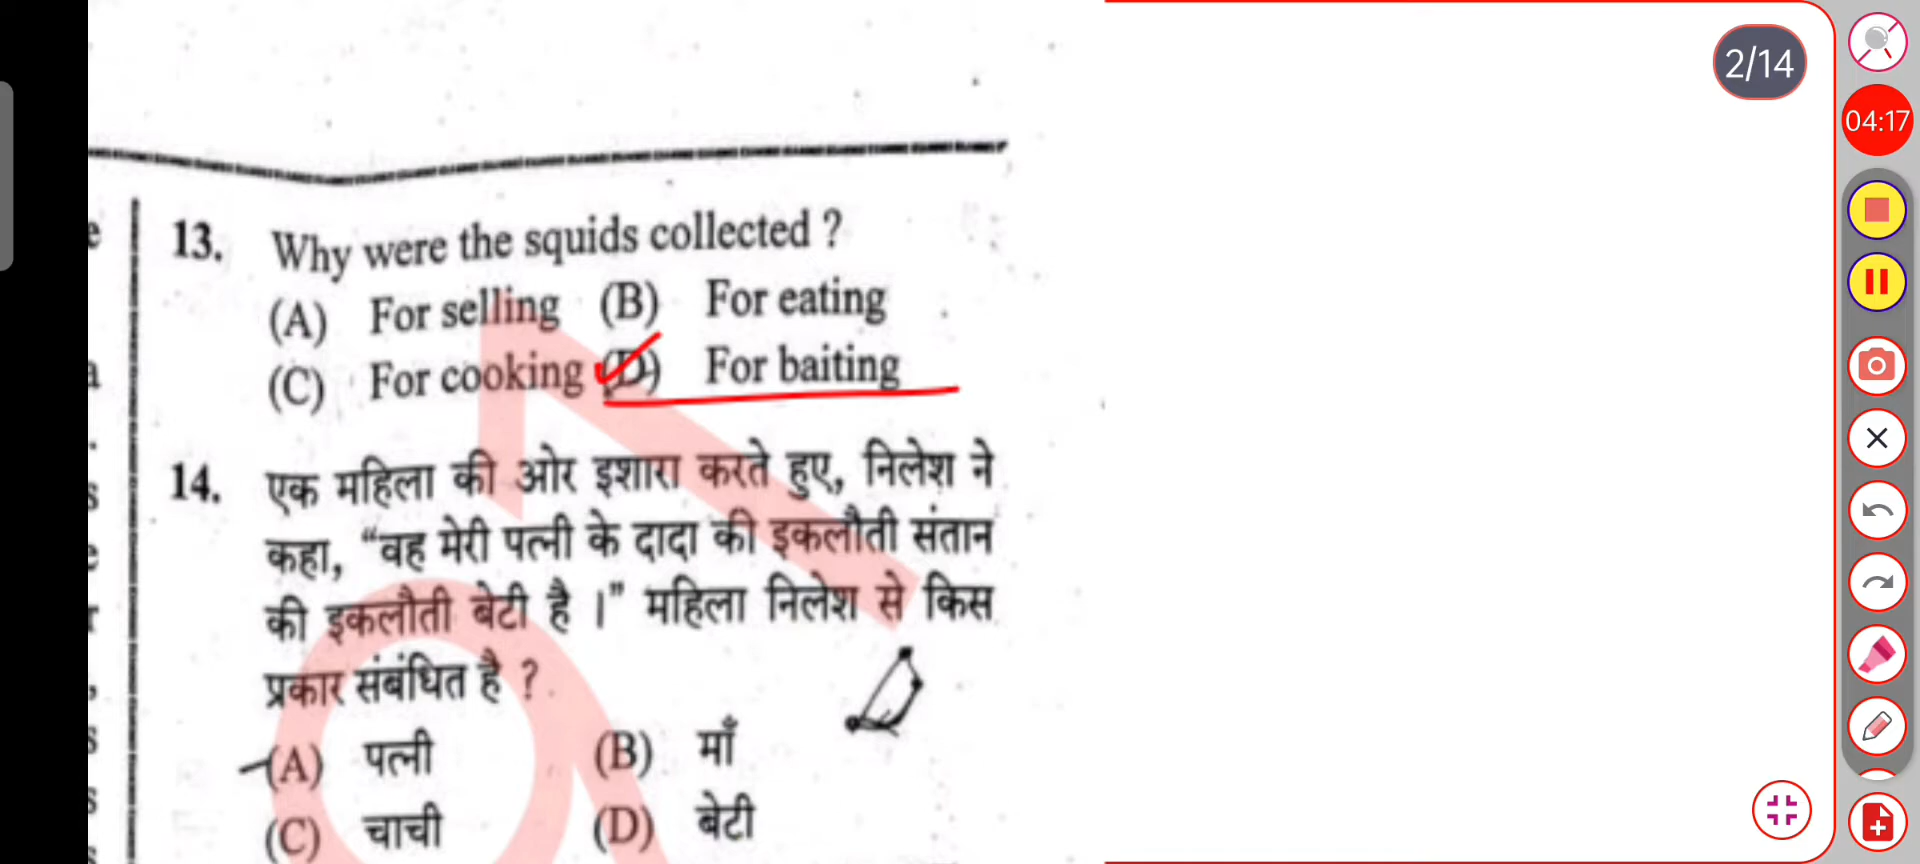 2/14
04:17
13. Why were the squids collected ?
(A) For selling (B) For eating
(C) For cooking (D) For baiting
14. एक महिला की ओर इशारा करते हुए, निलेश ने
कहा, “वह मेरी पत्नी के दादा की इकलौती संतान
की इकलौती बेटी है ।” महिला निलेश से किस
प्रकार संबंधित है ?
(A) पत्नी (B) माँ
(C) चाची (D) बेटी